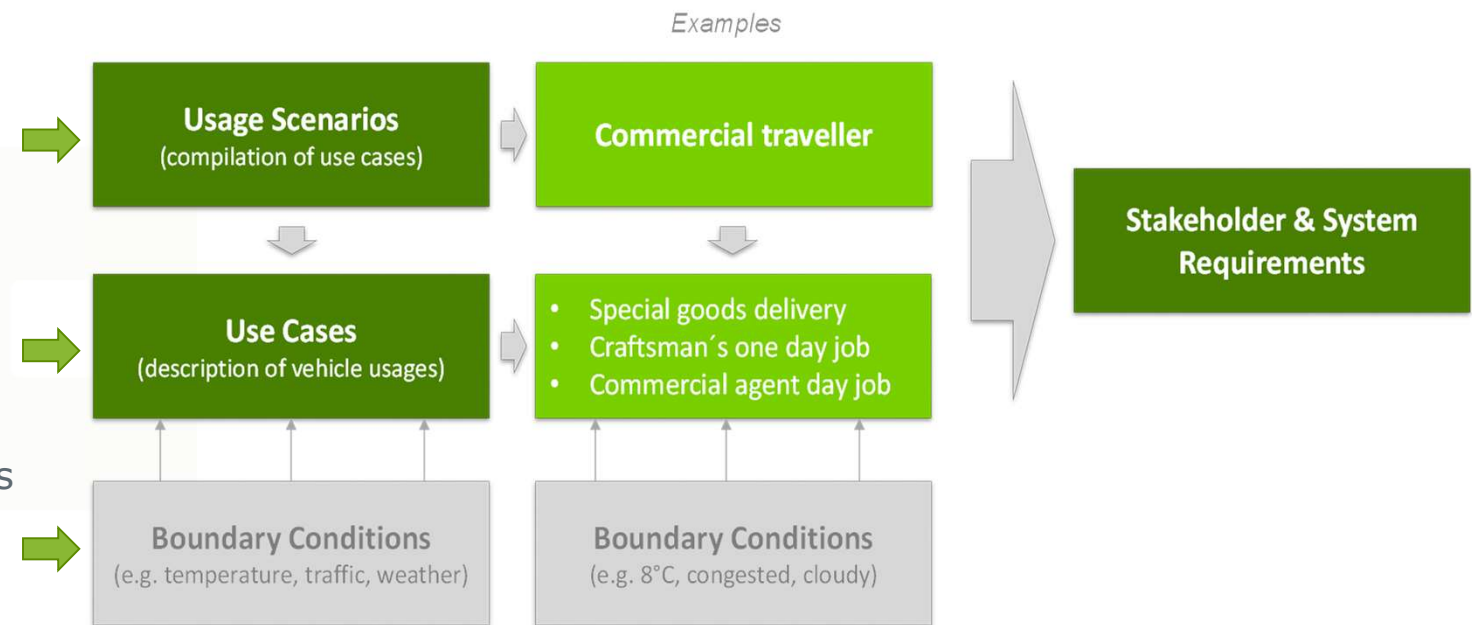 Examples
Usage Scenarios
(compilation of use cases)
Commercial traveller
Stakeholder & System
Requirements
Use Cases
(description of vehicle usages)
• Special goods delivery
• Craftsman´s one day job
• Commercial agent day job
s
Boundary Conditions
(e.g. temperature, traffic, weather)
Boundary Conditions
(e.g. 8°C, congested, cloudy)